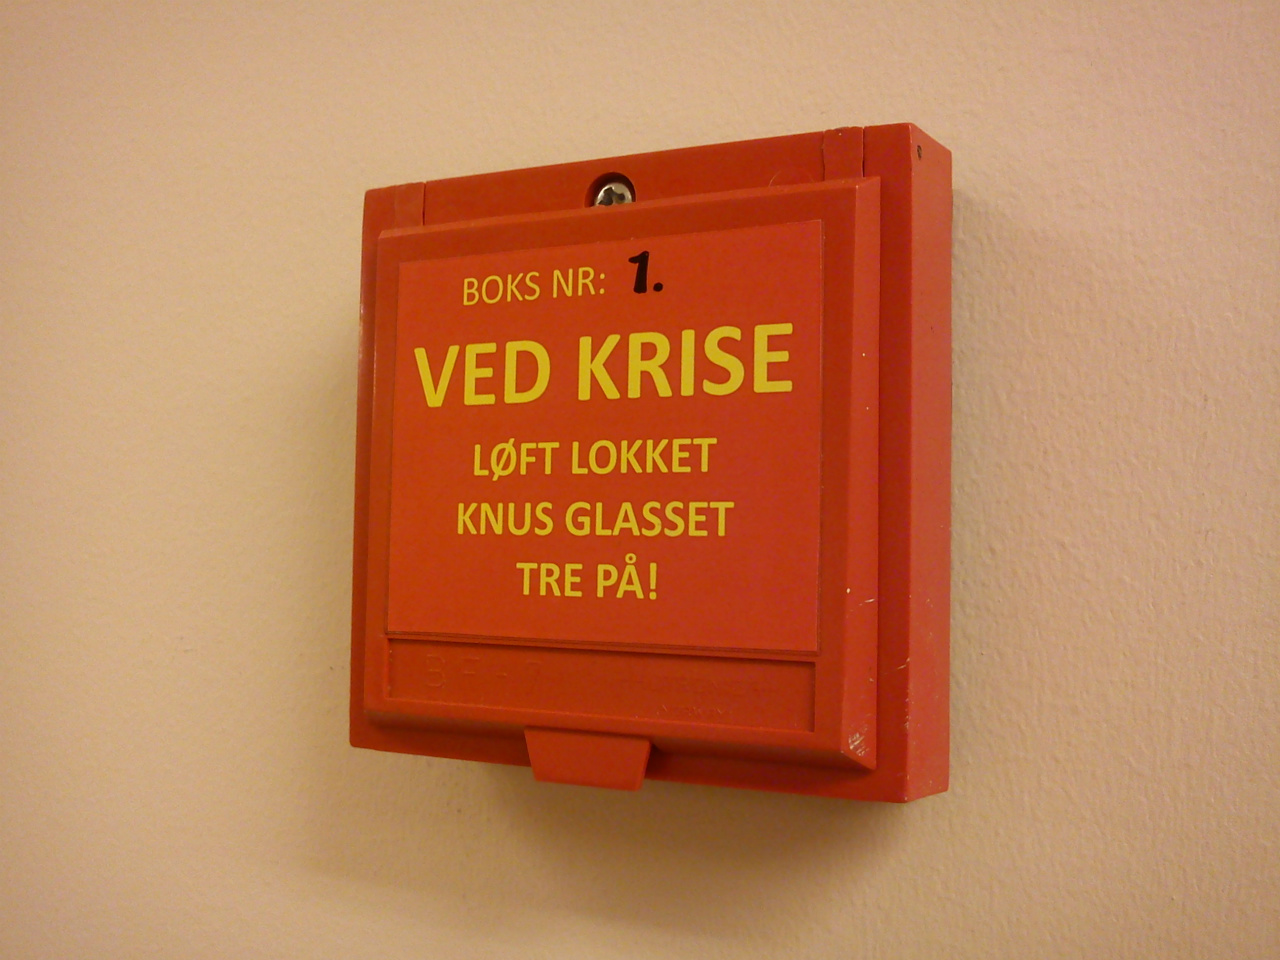 BOKS NR: 1.
VED KRISE
LØFT LOKKET
KNUS GLASSET
TRE PÅ!